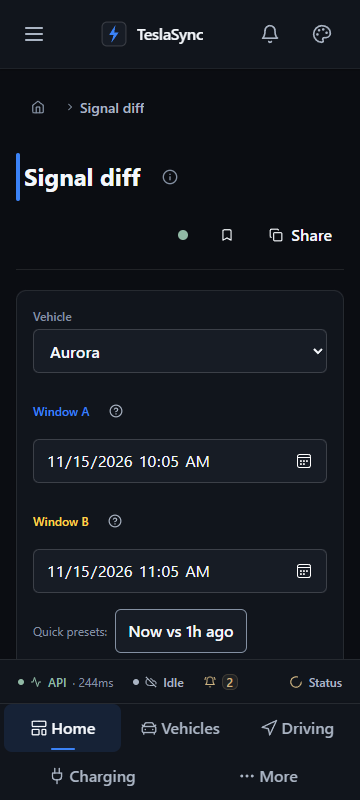 TeslaSync
Signal diff
Signal diff
Share
Vehicle
Aurora
Window A
11/15/2026 10:05 AM
Window B
11/15/2026 11:05 AM
Quick presets: Now vs 1h ago
API · 244ms Idle 2 Status
Home Vehicles Driving
Charging More